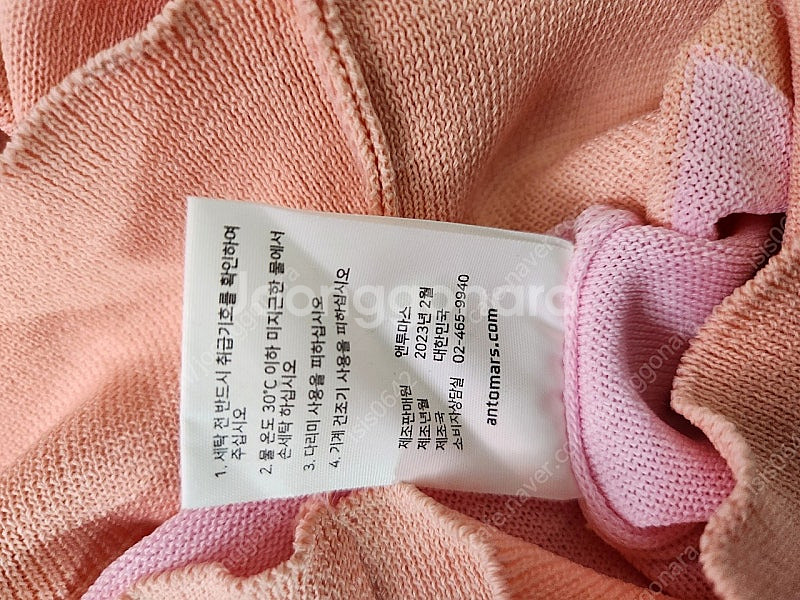 1. 세탁 전 반드시 취급기호를 확인하여
주십시오
2. 물 온도 30°C 이하 미지근한 물에서
손세탁 하십시오
3. 다리미 사용을 피하십시오
4. 기계 건조기 사용을 피하십시오
제조판매원 앤투마스
제조년월 2023년 2월
제조국 대한민국
소비자상담실 02-465-9940
antomars.com
Joonggonara